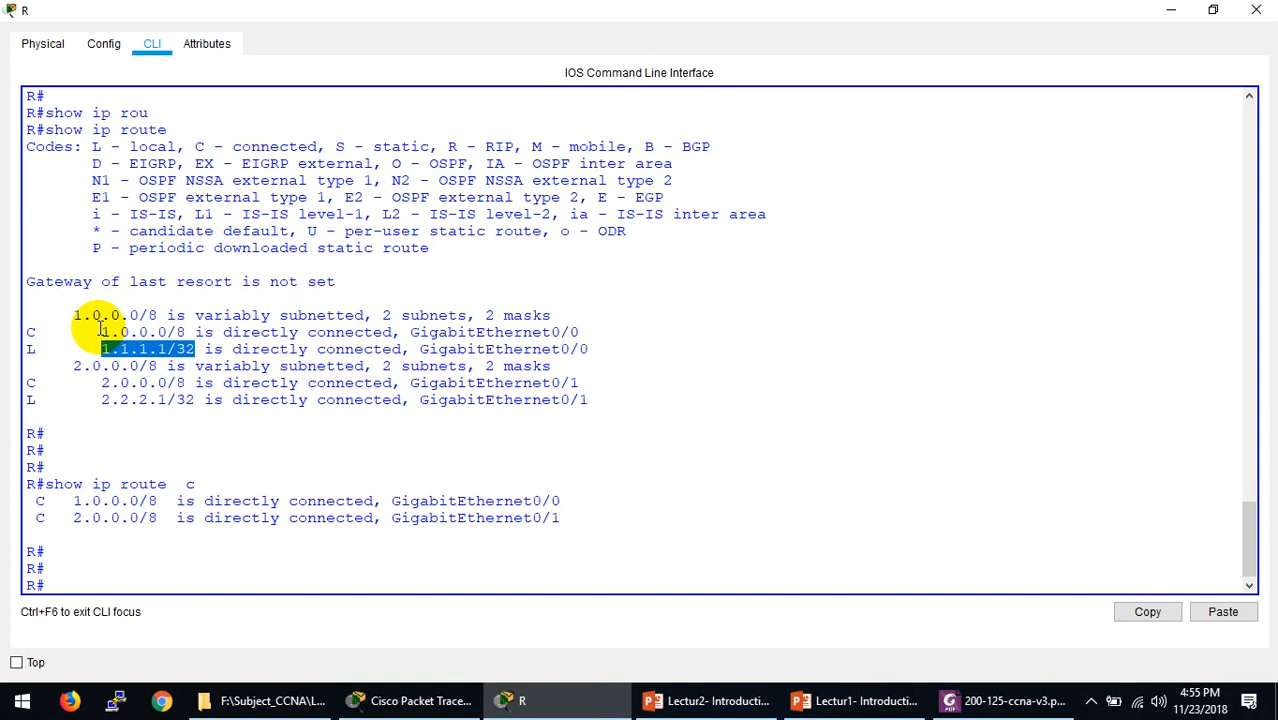 R
Physical Config CLI Attributes
IOS Command Line Interface
R#
R#show ip rou
R#show ip route
Codes: L - local, C - connected, S - static, R - RIP, M - mobile, B - BGP
D - EIGRP, EX - EIGRP external, O - OSPF, IA - OSPF inter area
N1 - OSPF NSSA external type 1, N2 - OSPF NSSA external type 2
E1 - OSPF external type 1, E2 - OSPF external type 2, E - EGP
i - IS-IS, L1 - IS-IS level-1, L2 - IS-IS level-2, ia - IS-IS inter area
* - candidate default, U - per-user static route, o - ODR
P - periodic downloaded static route
Gateway of last resort is not set
1.0.0.0/8 is variably subnetted, 2 subnets, 2 masks
C 1.0.0.0/8 is directly connected, GigabitEthernet0/0
L 1.1.1.1/32 is directly connected, GigabitEthernet0/0
2.0.0.0/8 is variably subnetted, 2 subnets, 2 masks
C 2.0.0.0/8 is directly connected, GigabitEthernet0/1
L 2.2.2.1/32 is directly connected, GigabitEthernet0/1
R#
R#
R#
R#show ip route c
C 1.0.0.0/8 is directly connected, GigabitEthernet0/0
C 2.0.0.0/8 is directly connected, GigabitEthernet0/1
R#
R#
R#
Ctrl+F6 to exit CLI focus
Copy Paste
Top
F:\Subject_CCNA\L... Cisco Packet Trace... R Lectur2- Introducti... Lectur1- Introducti... 200-125-ccna-v3.p... 4:55 PM
11/23/2018